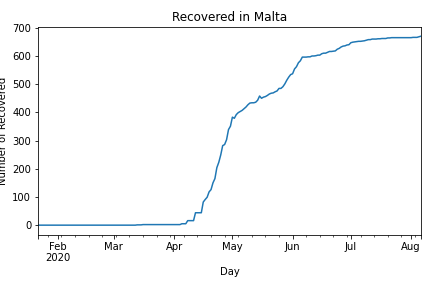 Recovered in Malta
Number of Recovered
700
600
500
400
300
200
100
0
Feb
2020
Mar
Apr
May
Jun
Jul
Aug
Day